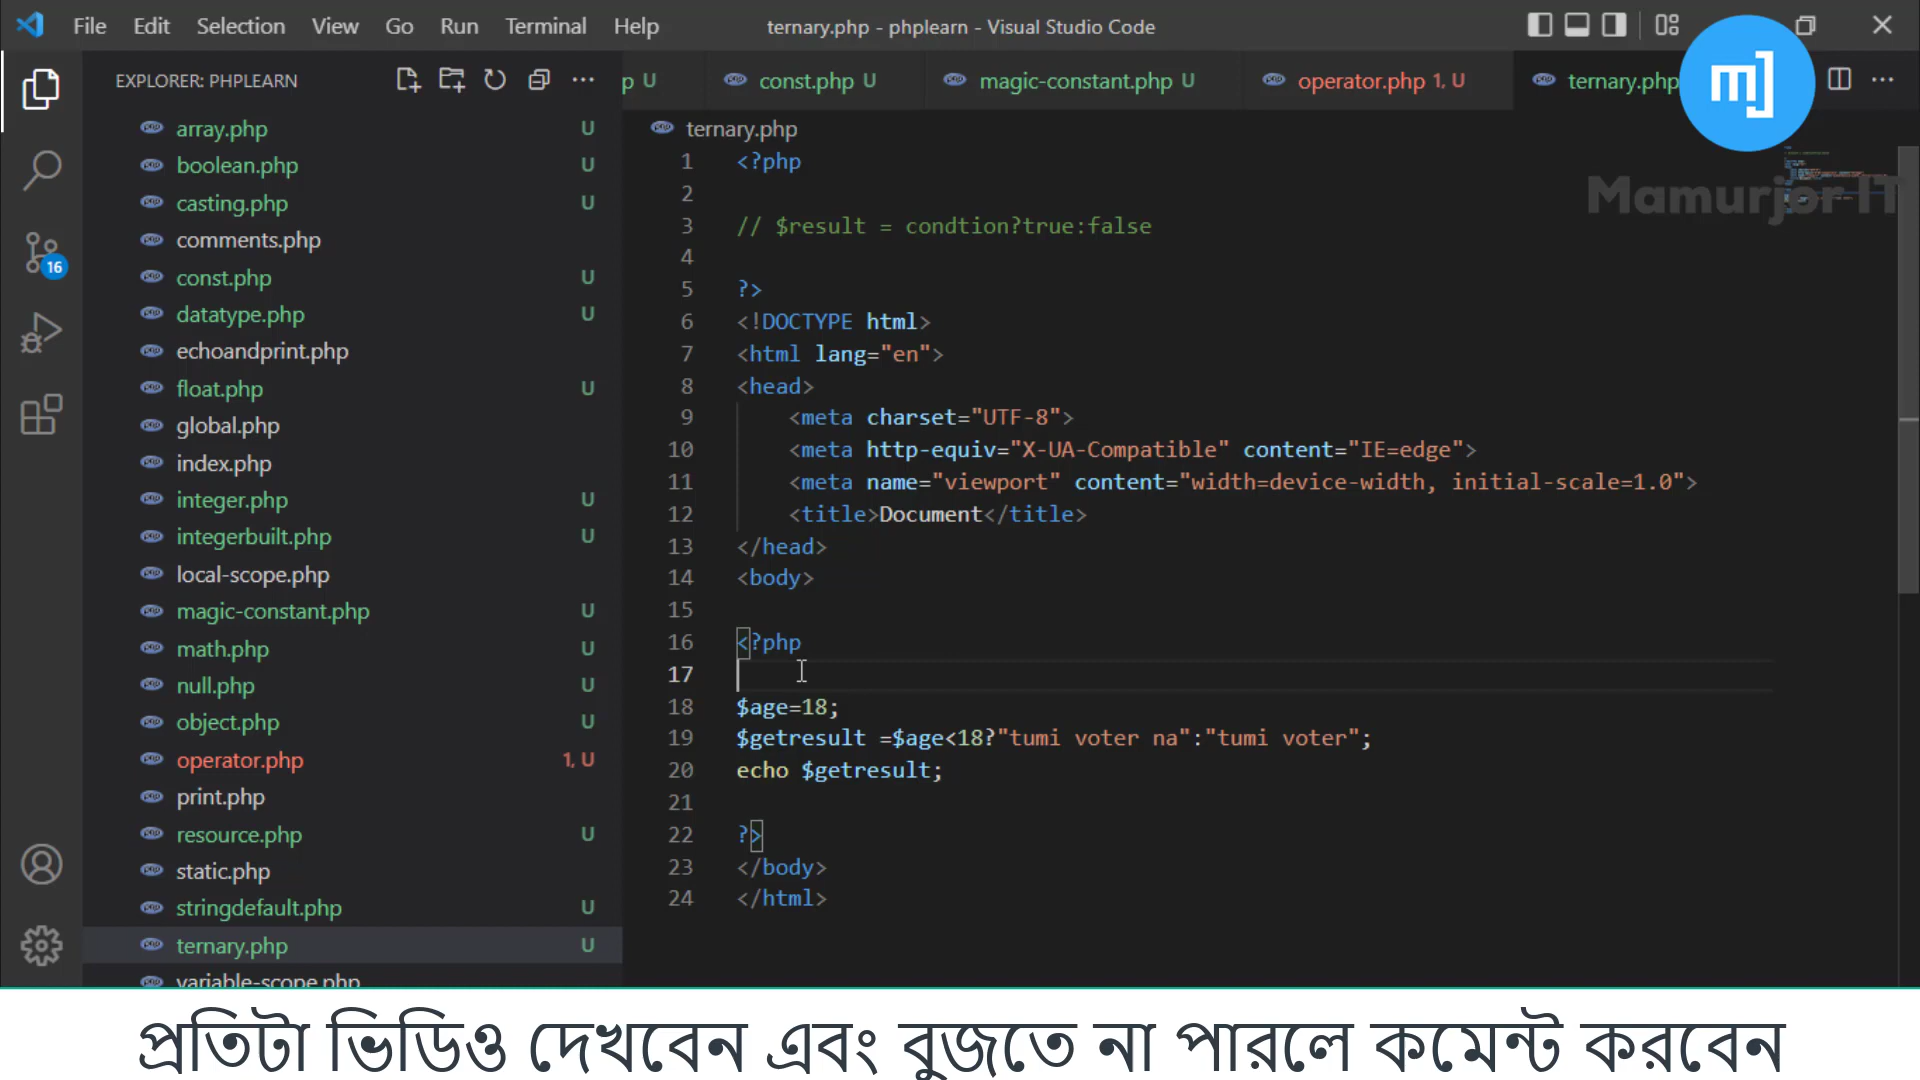 File Edit Selection View Go Run Terminal Help ternary.php - phplearn - Visual Studio Code
EXPLORER: PHPLEARN
p U const.php U magic-constant.php U operator.php 1, U ternary.php
m]
Mamurjor IT
array.php U
boolean.php U
casting.php U
comments.php
const.php U
datatype.php U
echoandprint.php
float.php U
global.php
index.php
integer.php U
integerbuilt.php U
local-scope.php
magic-constant.php U
math.php U
null.php U
object.php U
operator.php 1, U
print.php
resource.php U
static.php
stringdefault.php U
ternary.php U
variable-scope.php
16
ternary.php
1 <?php
2
3 // $result = condtion?true:false
4
5 ?>
6 <!DOCTYPE html>
7 <html lang="en">
8 <head>
9 <meta charset="UTF-8">
10 <meta http-equiv="X-UA-Compatible" content="IE=edge">
11 <meta name="viewport" content="width=device-width, initial-scale=1.0">
12 <title>Document</title>
13 </head>
14 <body>
15
16 <?php
17
18 $age=18;
19 $getresult =$age<18?"tumi voter na":"tumi voter";
20 echo $getresult;
21
22 ?>
23 </body>
24 </html>
প্রতিটা ভিডিও দেখবেন এবং বুজতে না পারলে কমেন্ট করবেন